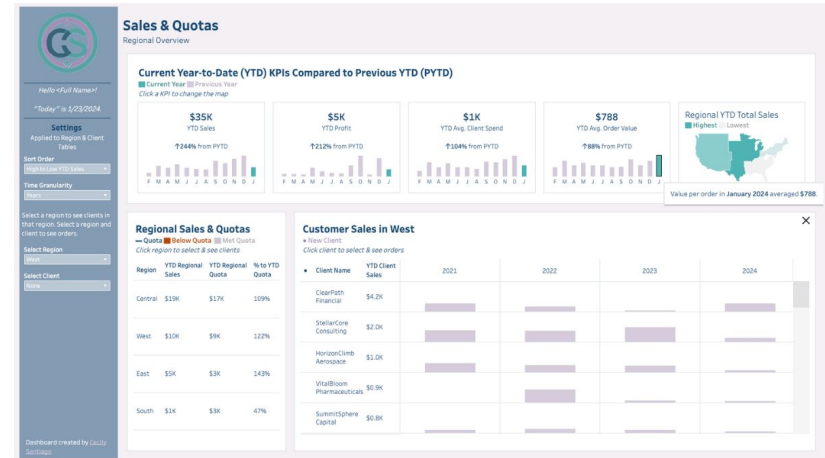 CS
Hello <Full Name>!
"Today" is 1/23/2024.
Settings
Applied to Region & Client
Tables
Sort Order
High to Low YTD Sales
Time Granularity
Years
Select a region to see clients in
that region. Select a region and
client to see orders.
Select Region
West
Select Client
None
Dashboard created by Cecily
Santiago
Sales & Quotas
Regional Overview
Current Year-to-Date (YTD) KPIs Compared to Previous YTD (PYTD)
Current Year Previous Year
Click a KPI to change the map
$35K
YTD Sales
↑244% from PYTD
F M A M J J A S O N D J
$5K
YTD Profit
↑212% from PYTD
F M A M J J A S O N D J
$1K
YTD Avg. Client Spend
↑104% from PYTD
F M A M J J A S O N D J
$788
YTD Avg. Order Value
↑88% from PYTD
F M A M J J A S O N D J
Regional YTD Total Sales
Highest Lowest
Value per order in January 2024 averaged $788.
Regional Sales & Quotas
Quota Below Quota Met Quota
Click region to select & see clients
Region YTD Regional Sales YTD Regional Quota % to YTD Quota
Central $19K $17K 109%
West $10K $9K 122%
East $5K $3K 143%
South $1K $3K 47%
Customer Sales in West
• New Client
Click client to select & see orders
• Client Name YTD Client Sales 2021 2022 2023 2024
ClearPath Financial $4.2K
StellarCore Consulting $2.0K
HorizonClimb Aerospace $1.0K
VitalBloom Pharmaceuticals $0.9K
SummitSphere Capital $0.8K